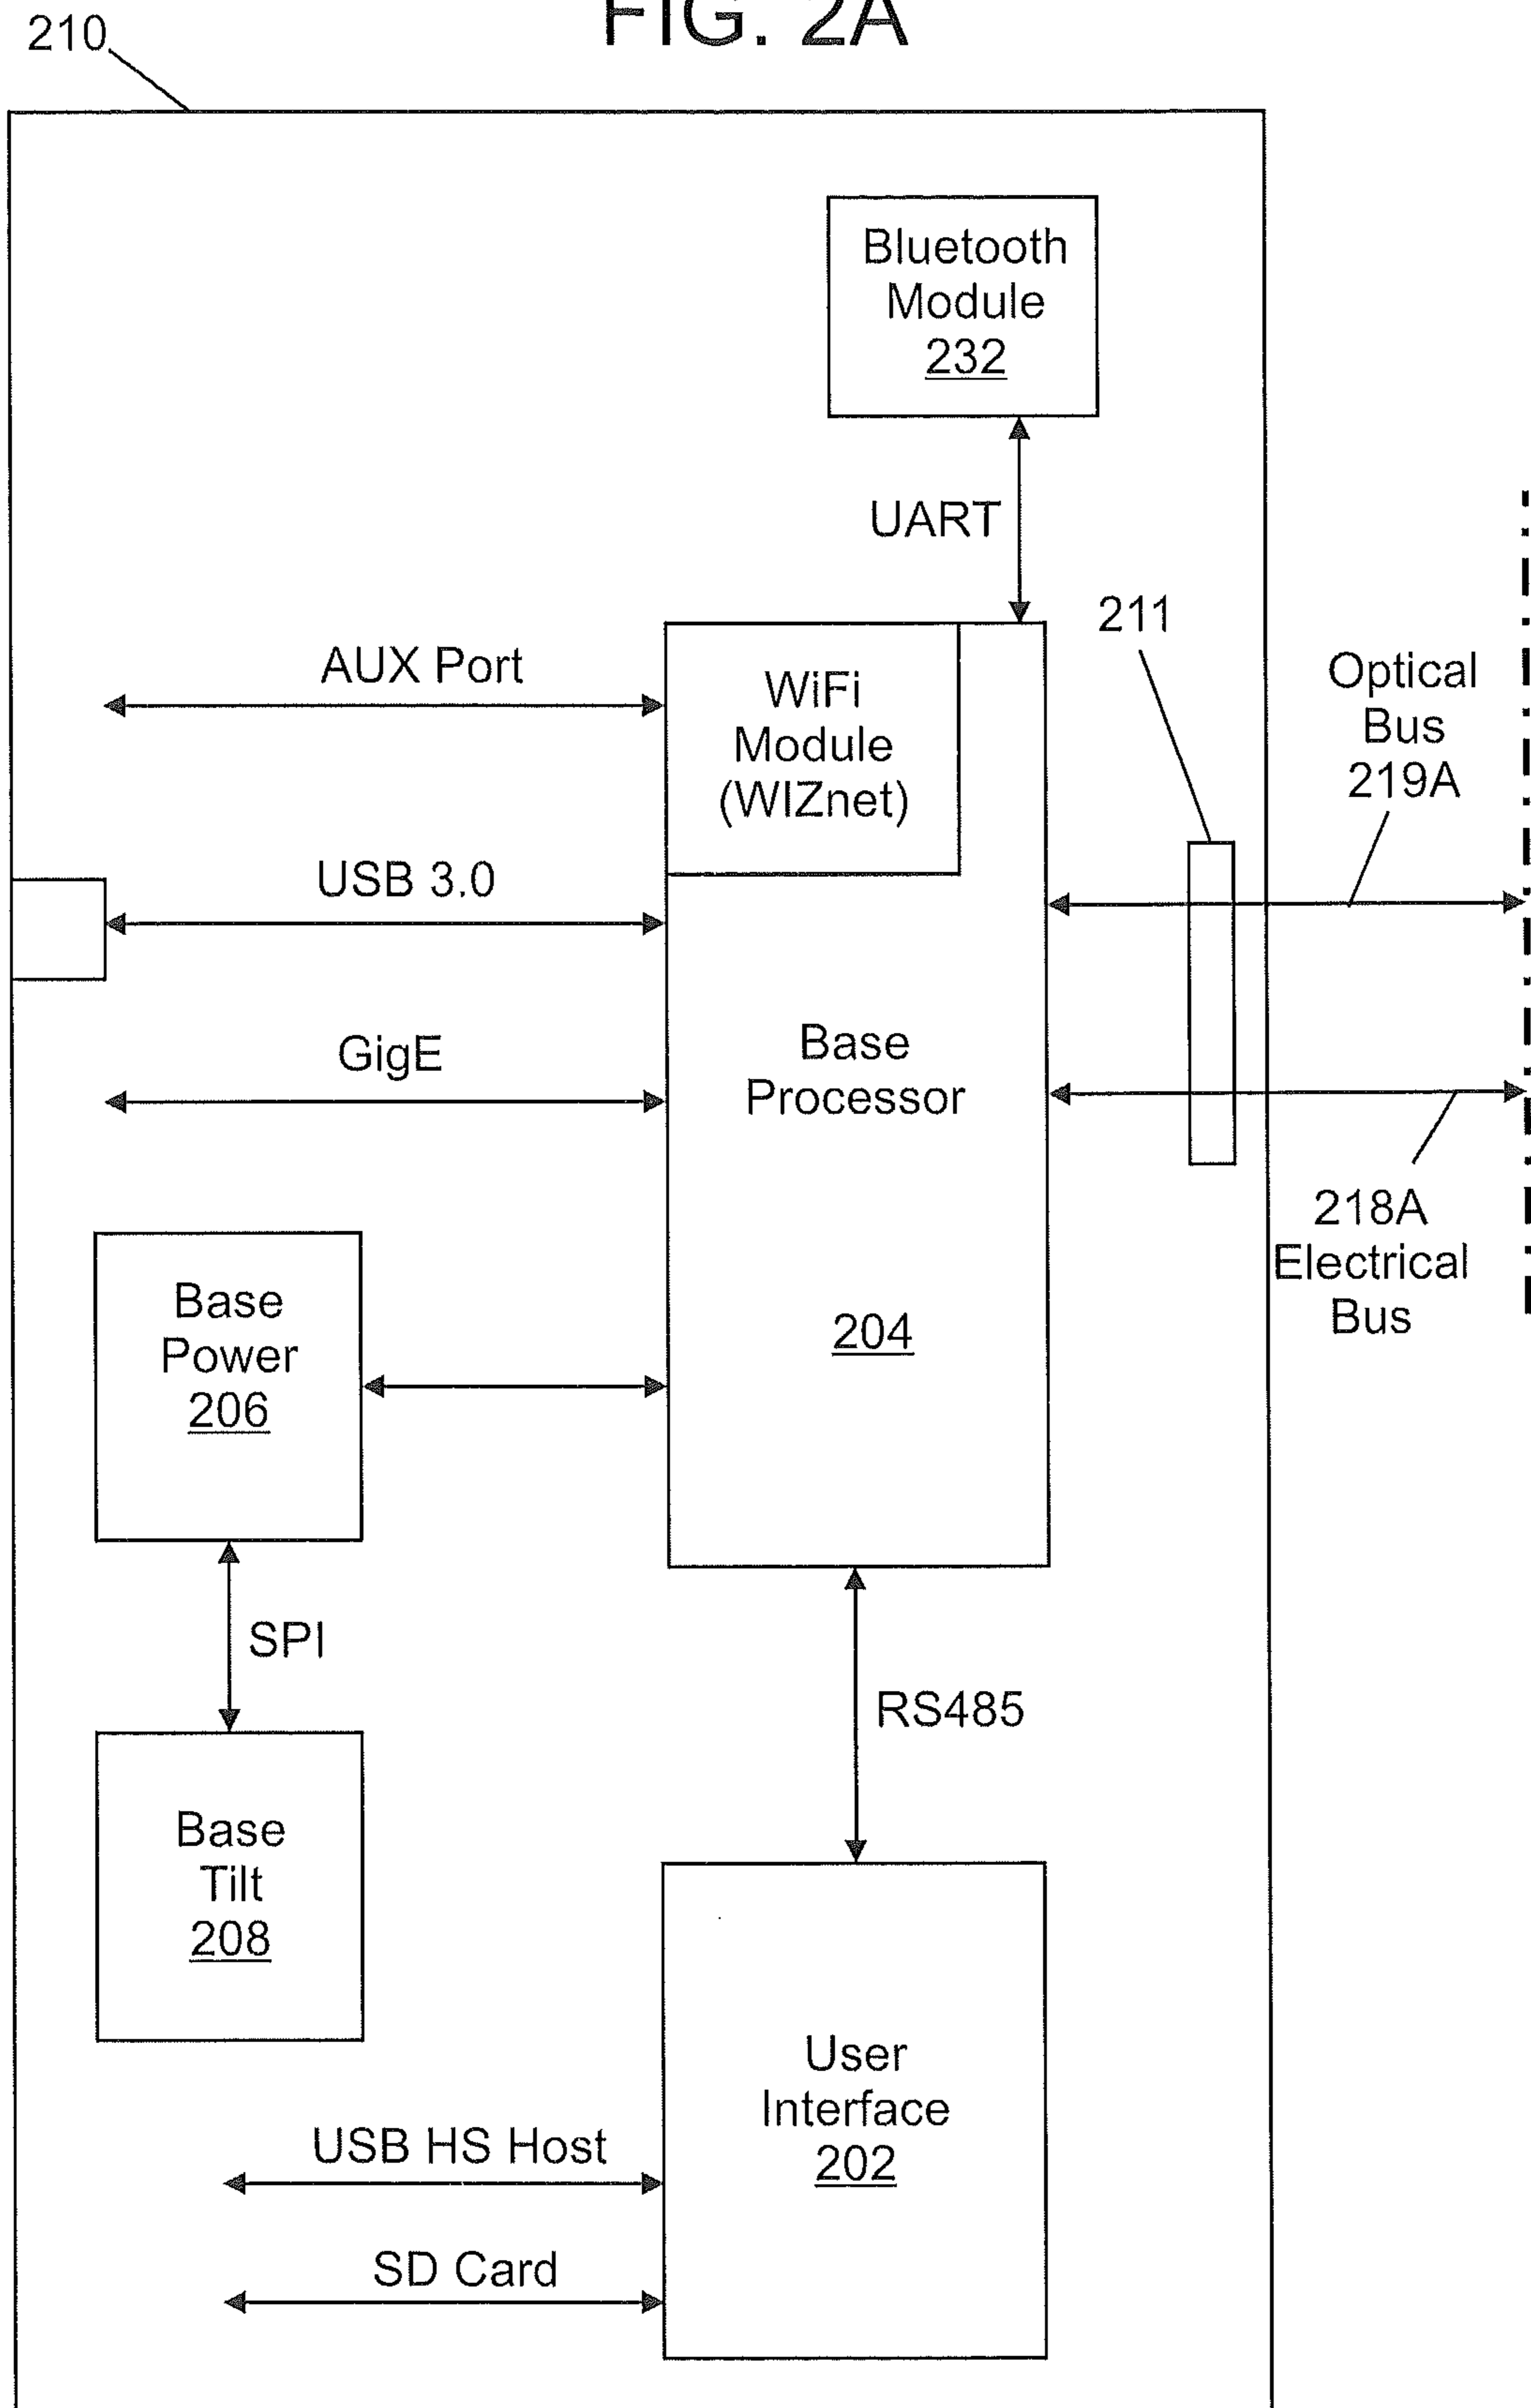 FIG. 2A
210
Bluetooth
Module
232
UART
211
AUX Port
WiFi
Module
(WIZnet)
Optical
Bus
219A
USB 3.0
GigE
Base
Processor
204
218A
Electrical
Bus
Base
Power
206
SPI
RS485
Base
Tilt
208
User
Interface
202
USB HS Host
SD Card